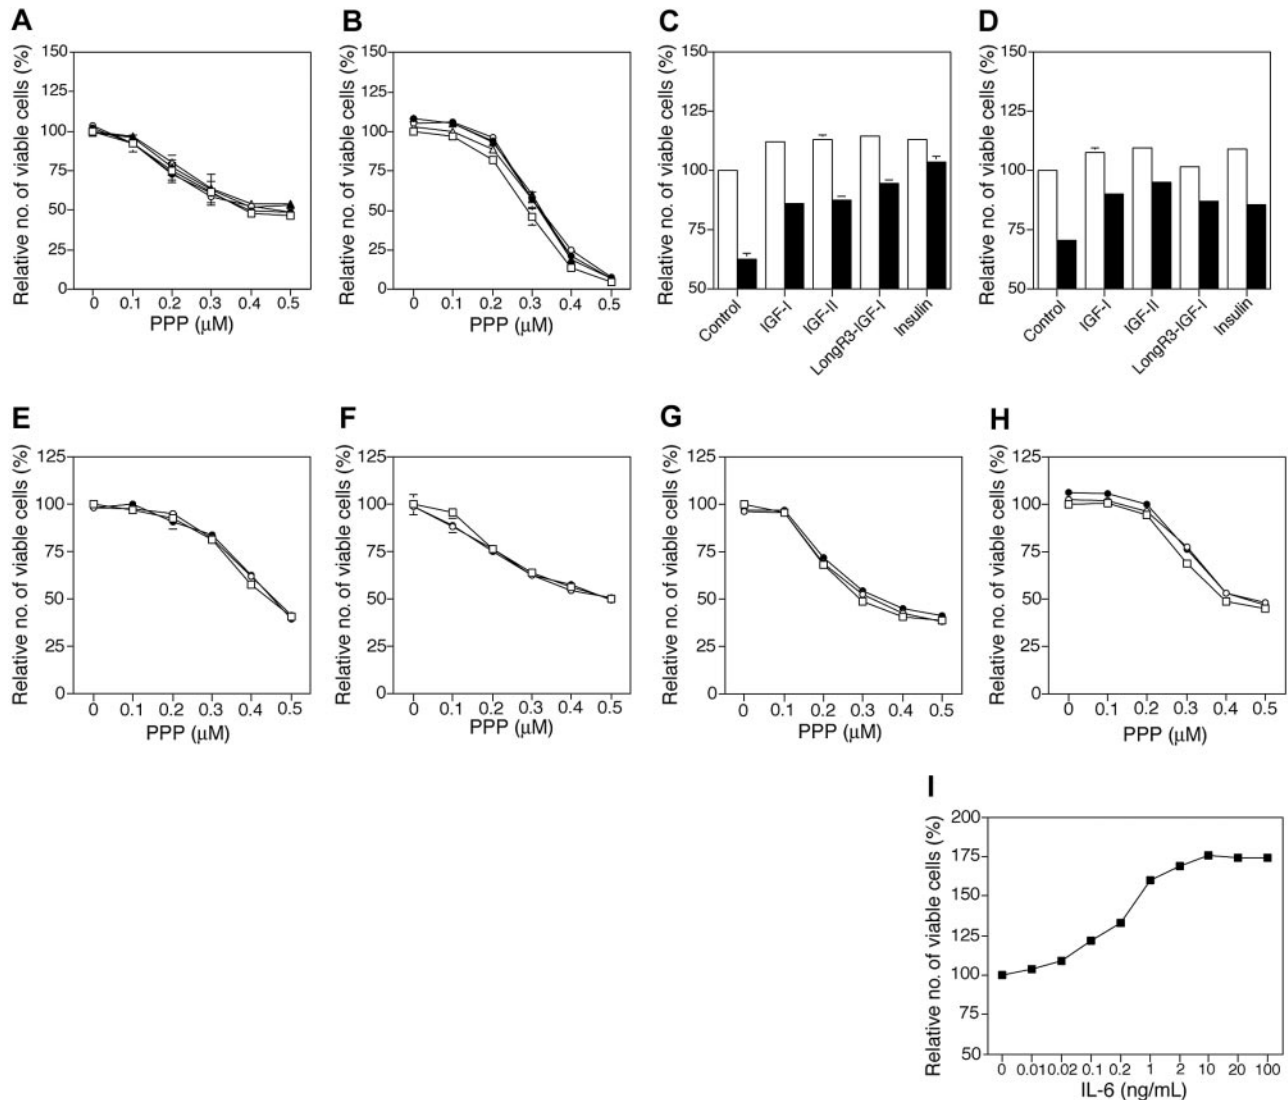 A
Relative no. of viable cells (%)
150
125
100
75
50
25
0
0 0.1 0.2 0.3 0.4 0.5
PPP (µM)
B
Relative no. of viable cells (%)
150
125
100
75
50
25
0
0 0.1 0.2 0.3 0.4 0.5
PPP (µM)
C
Relative no. of viable cells (%)
150
125
100
75
50
Control IGF-I IGF-II LongR3-IGF-I Insulin
D
Relative no. of viable cells (%)
150
125
100
75
50
Control IGF-I IGF-II LongR3-IGF-I Insulin
E
Relative no. of viable cells (%)
125
100
75
50
25
0
0 0.1 0.2 0.3 0.4 0.5
PPP (µM)
F
Relative no. of viable cells (%)
125
100
75
50
25
0
0 0.1 0.2 0.3 0.4 0.5
PPP (µM)
G
Relative no. of viable cells (%)
125
100
75
50
25
0
0 0.1 0.2 0.3 0.4 0.5
PPP (µM)
H
Relative no. of viable cells (%)
125
100
75
50
25
0
0 0.1 0.2 0.3 0.4 0.5
PPP (µM)
I
Relative no. of viable cells (%)
200
175
150
125
100
75
50
0 0.01 0.02 0.1 0.2 1 2 10 20 100
IL-6 (ng/mL)